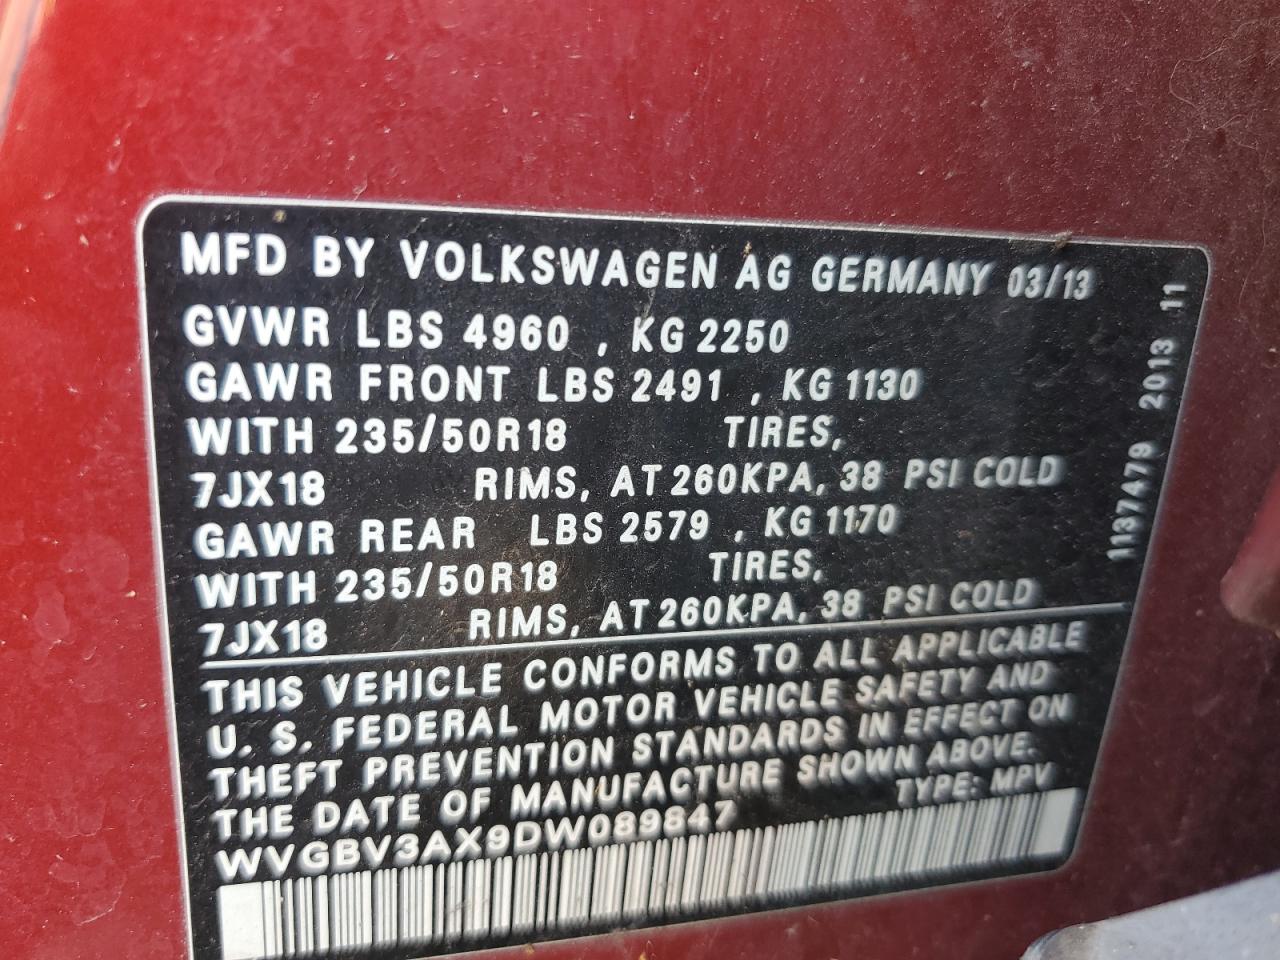 MFD BY VOLKSWAGEN AG GERMANY 03/13
GVWR LBS 4960 , KG 2250
GAWR FRONT LBS 2491 , KG 1130
WITH 235/50R18 TIRES,
7JX18 RIMS, AT 260KPA, 38 PSI COLD
GAWR REAR LBS 2579 , KG 1170
WITH 235/50R18 TIRES,
7JX18 RIMS, AT 260KPA, 38 PSI COLD
THIS VEHICLE CONFORMS TO ALL APPLICABLE
U. S. FEDERAL MOTOR VEHICLE SAFETY AND
THEFT PREVENTION STANDARDS IN EFFECT ON
THE DATE OF MANUFACTURE SHOWN ABOVE.
WVGBV3AX9DW089847 TYPE: MPV
1137479 2013 11